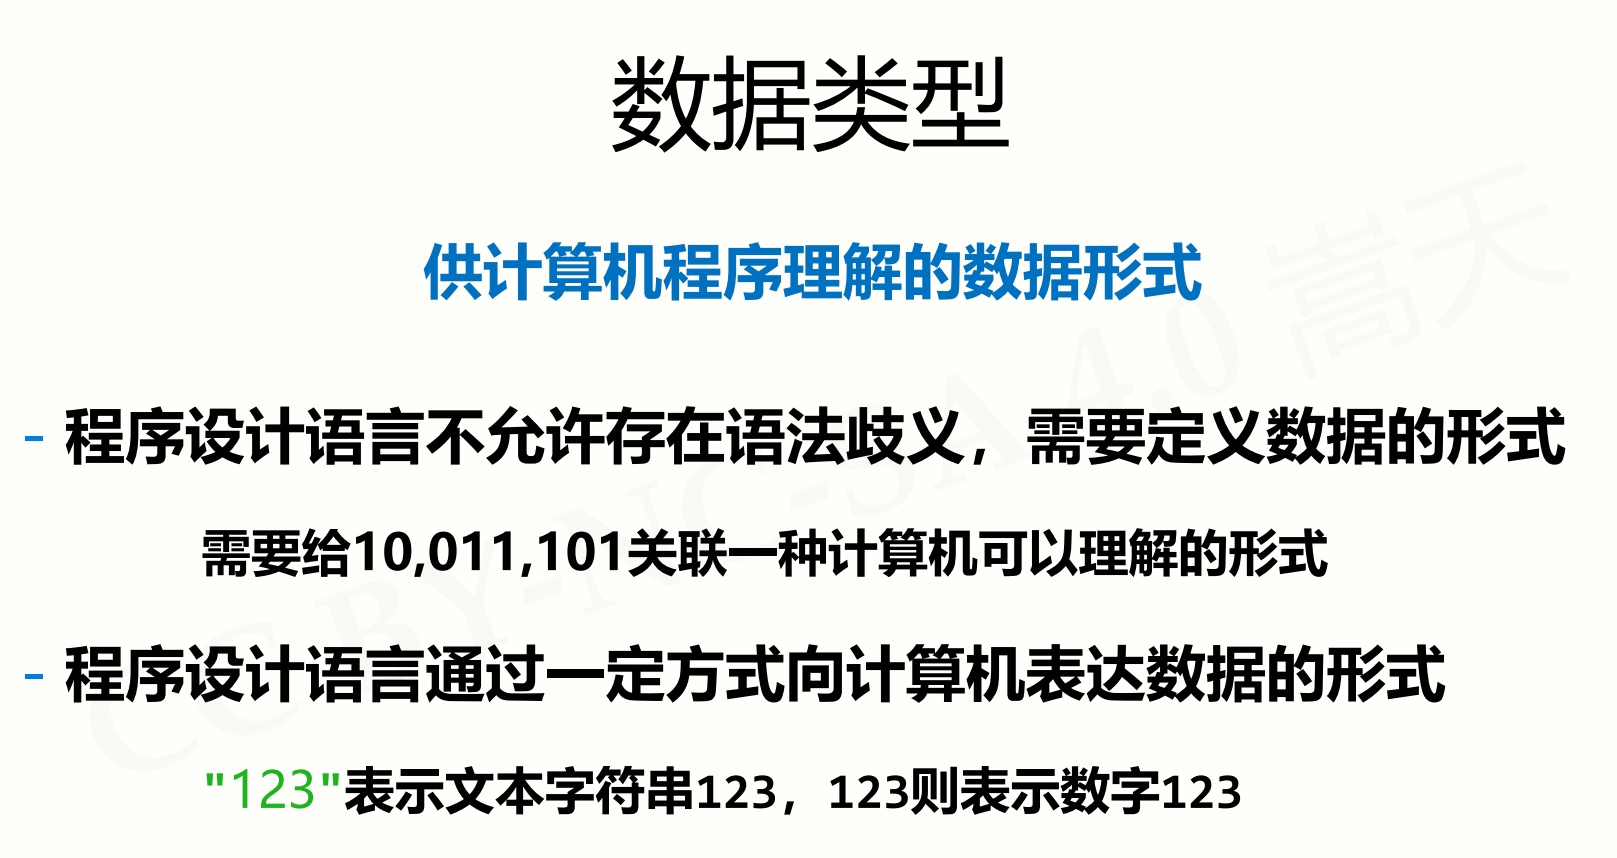 数据类型
供计算机程序理解的数据形式
- 程序设计语言不允许存在语法歧义，需要定义数据的形式
需要给10,011,101关联一种计算机可以理解的形式
- 程序设计语言通过一定方式向计算机表达数据的形式
"123"表示文本字符串123，123则表示数字123
CC BY-NC-SA 4.0 嵩天